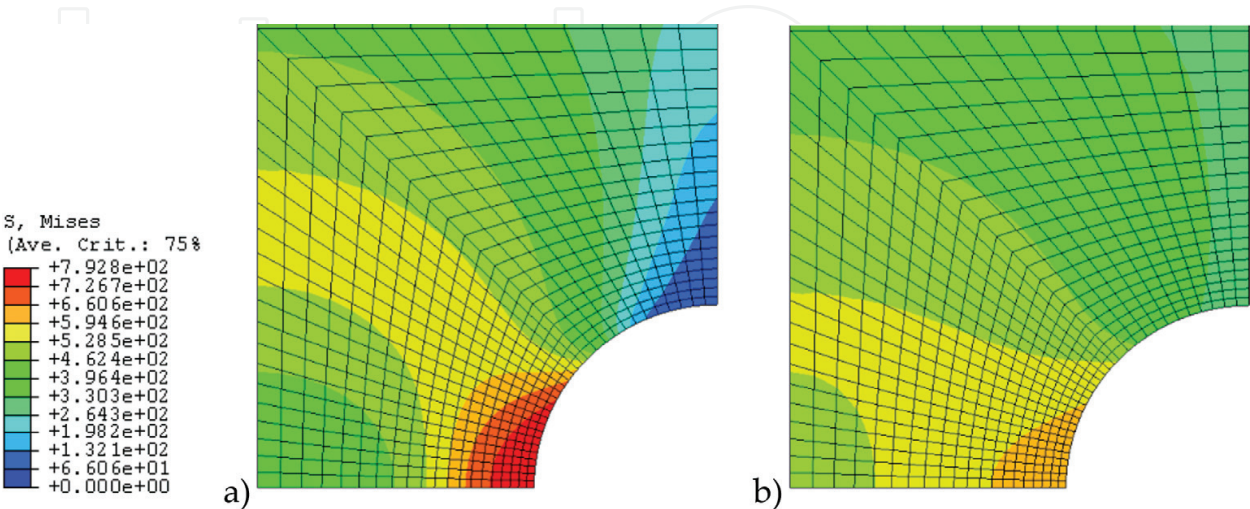 S, Mises
(Ave. Crit.: 75%
+7.928e+02
+7.267e+02
+6.606e+02
+5.946e+02
+5.285e+02
+4.624e+02
+3.964e+02
+3.303e+02
+2.643e+02
+1.982e+02
+1.321e+02
+6.606e+01
+0.000e+00
a)
b)